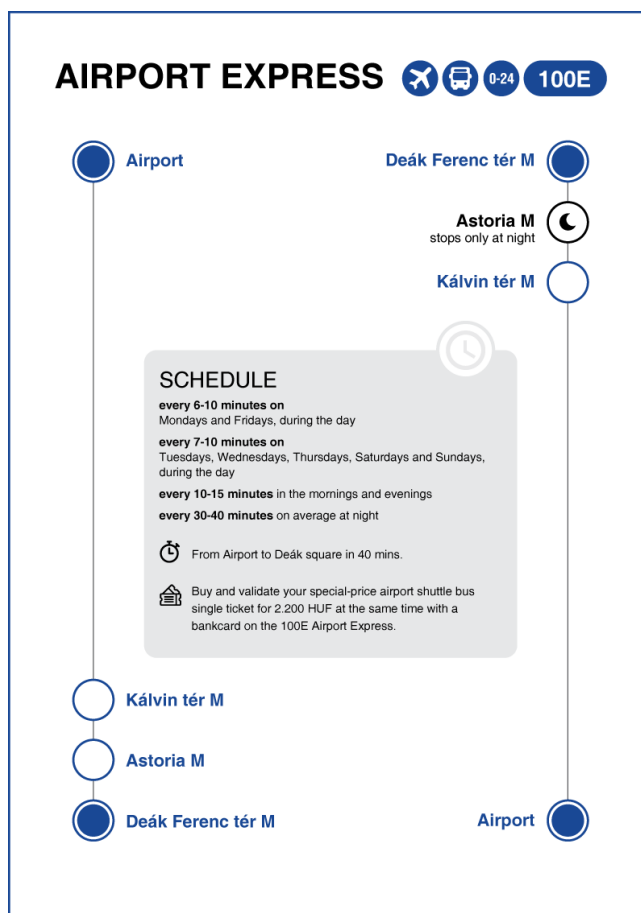 AIRPORT EXPRESS 0-24 100E
Airport
Deák Ferenc tér M
Astoria M
stops only at night
Kálvin tér M
SCHEDULE
every 6-10 minutes on
Mondays and Fridays, during the day
every 7-10 minutes on
Tuesdays, Wednesdays, Thursdays, Saturdays and Sundays,
during the day
every 10-15 minutes in the mornings and evenings
every 30-40 minutes on average at night
From Airport to Deák square in 40 mins.
Buy and validate your special-price airport shuttle bus
single ticket for 2.200 HUF at the same time with a
bankcard on the 100E Airport Express.
Kálvin tér M
Astoria M
Deák Ferenc tér M
Airport